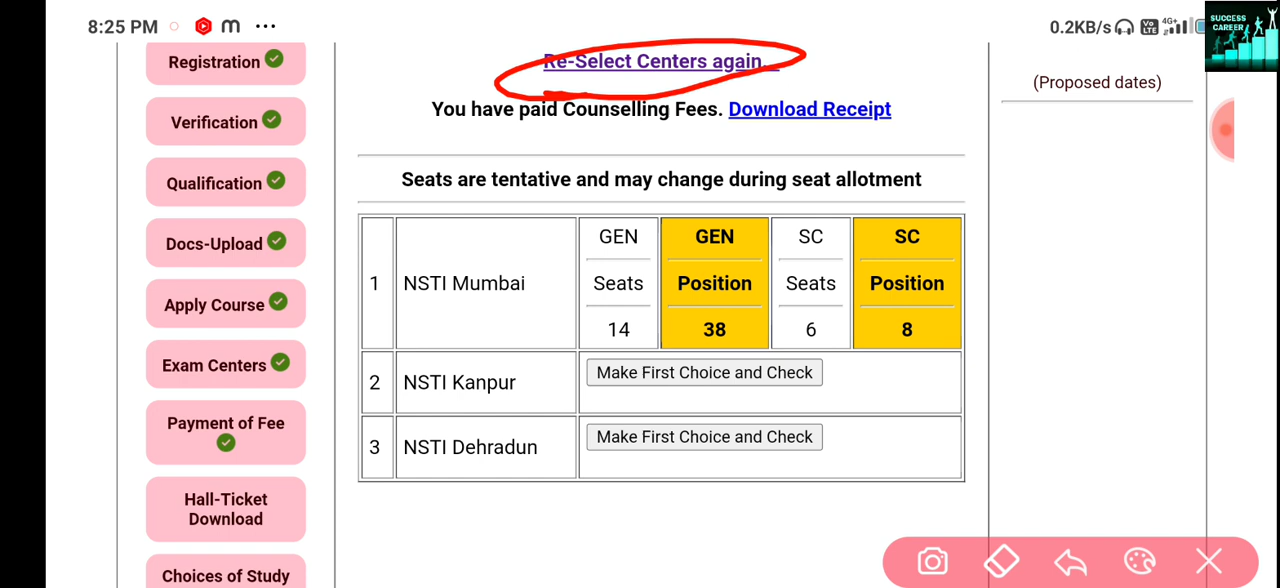 8:25 PM
0.2KB/s
Vo
LTE
4G+
SUCCESS
CAREER
Registration
Verification
Qualification
Docs-Upload
Apply Course
Exam Centers
Payment of Fee
Hall-Ticket
Download
Choices of Study
Re-Select Centers again...
You have paid Counselling Fees. Download Receipt
Seats are tentative and may change during seat allotment
1
NSTI Mumbai
GEN
Seats
14
GEN
Position
38
SC
Seats
6
SC
Position
8
2
NSTI Kanpur
Make First Choice and Check
3
NSTI Dehradun
Make First Choice and Check
(Proposed dates)